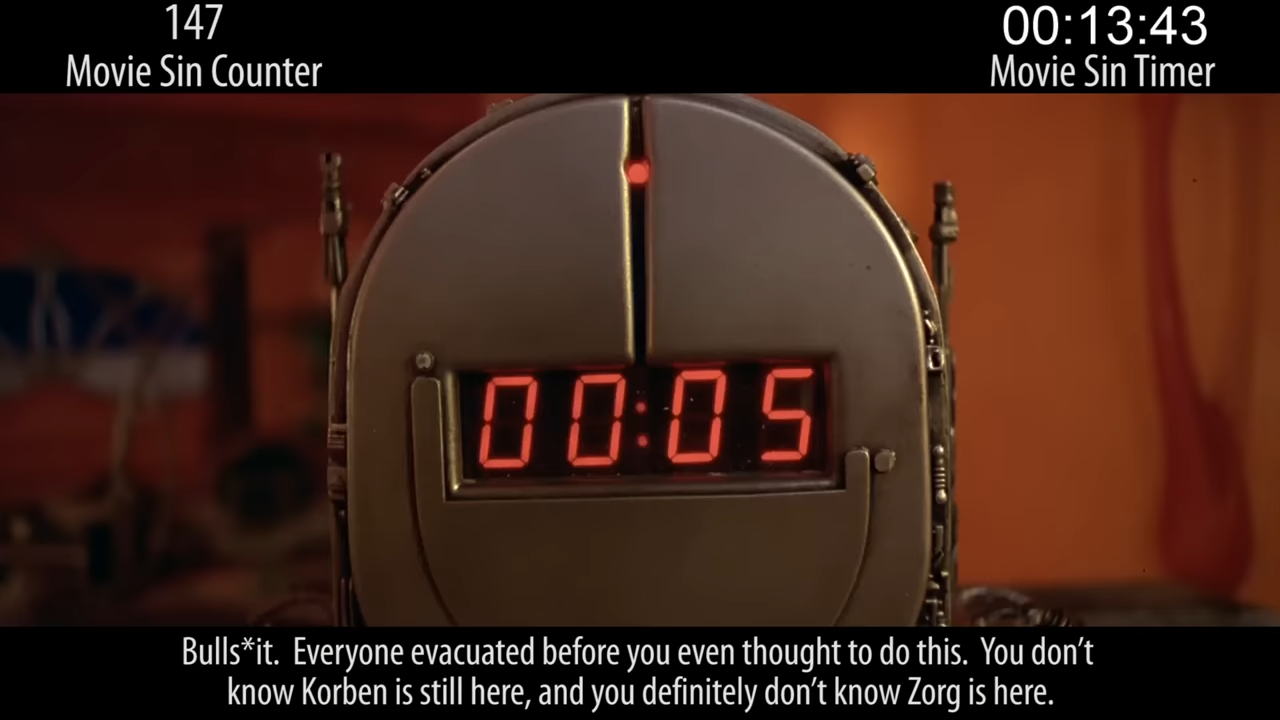 147
Movie Sin Counter
00:13:43
Movie Sin Timer
00:05
Bulls*it.  Everyone evacuated before you even thought to do this.  You don’t
know Korben is still here, and you definitely don’t know Zorg is here.